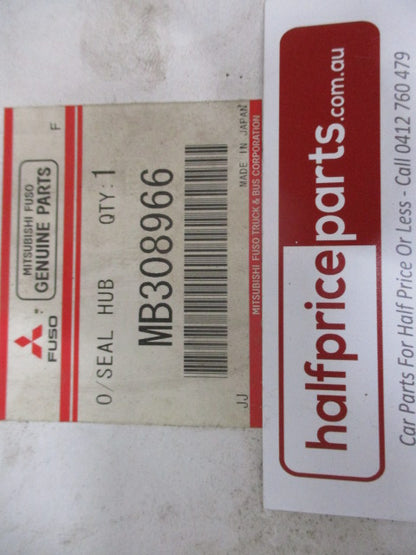 FUSO
MITSUBISHI FUSO
GENUINE PARTS
F
O/SEAL HUB QTY:1
MB308966
JJ
MADE IN JAPAN
MITSUBISHI FUSO TRUCK & BUS CORPORATION
halfpriceparts.com.au
Car Parts For Half Price Or Less - Call 0412 760 479